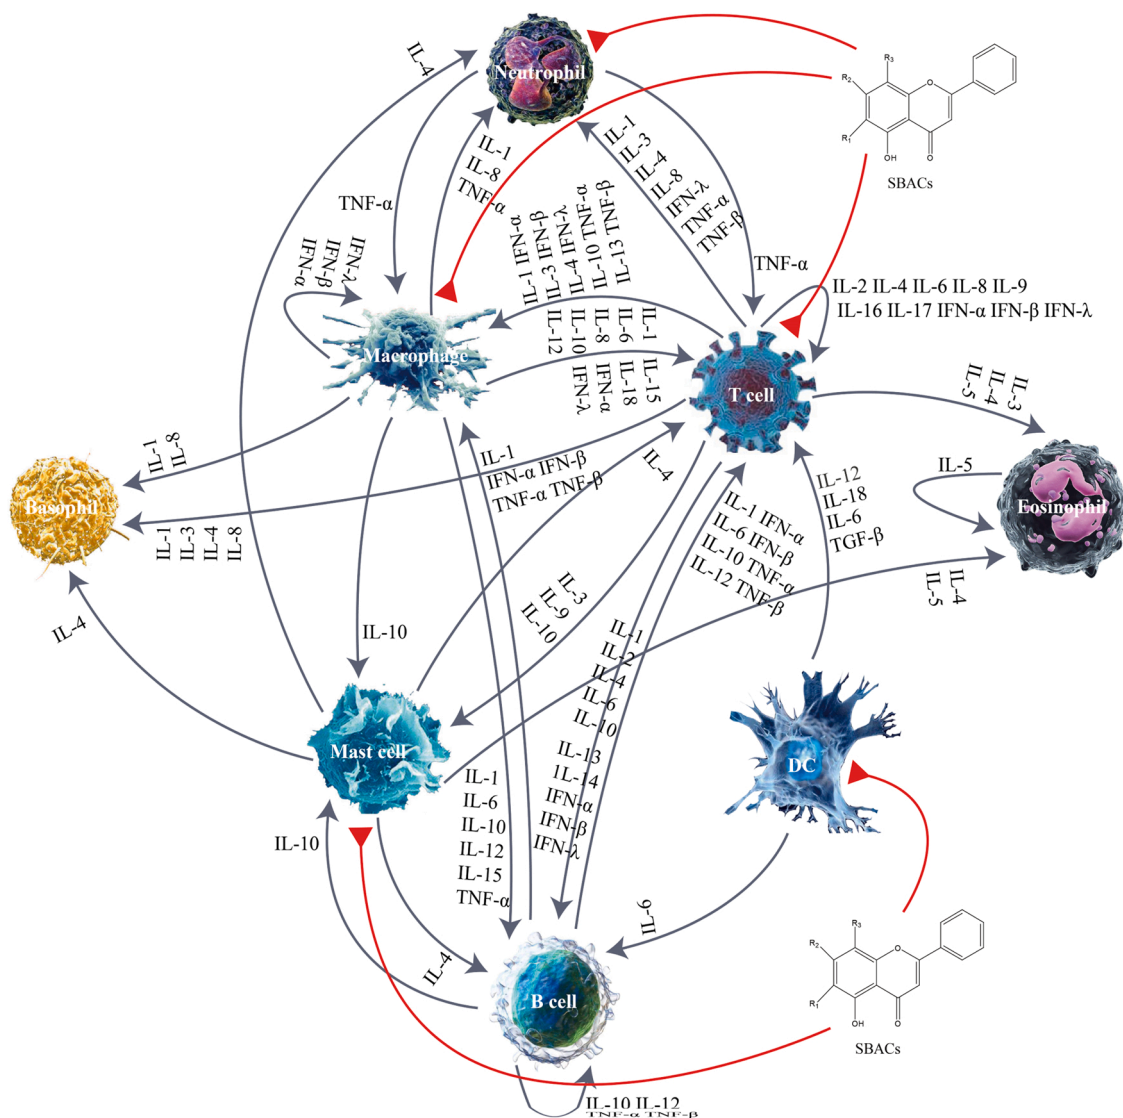 IL-4
Neutrophil
R3
R2
O
R1
OH
O
SBACs
IL-1
IL-8
TNF-α
IL-1
IL-3
IL-4
IL-8
IFN-λ
TNF-α
TNF-β
TNF-α
TNF-α
IFN-α
IFN-β
IFN-λ
IL-1 IFN-α
IL-3 IFN-β
IL-4 IFN-λ
IL-10 TNF-α
IL-13 TNF-β
IL-2 IL-4 IL-6 IL-8 IL-9
IL-16 IL-17 IFN-α IFN-β IFN-λ
Macrophage
IL-1
IL-6
IL-8
IL-10
IL-12
IL-15
IL-18
IFN-α
IFN-λ
T cell
IL-3
IL-4
IL-5
IL-1
IL-8
IL-1
IFN-α IFN-β
TNF-α TNF-β
IL-4
IL-12
IL-18
IL-6
TGF-β
IL-5
Basophil
Eosinophil
IL-1
IL-3
IL-4
IL-8
IL-1 IFN-α
IL-6 IFN-β
IL-10 TNF-α
IL-12 TNF-β
IL-4
IL-5
IL-3
IL-9
IL-10
IL-4
IL-10
IL-1
IL-2
IL-4
IL-6
IL-10
IL-13
1L-14
IFN-α
IFN-β
IFN-λ
Mast cell
DC
IL-1
IL-6
IL-10
IL-12
IL-15
TNF-α
IL-10
IL-4
IL-6
B cell
R3
R2
O
R1
OH
O
SBACs
IL-10 IL-12
TNF-α TNF-β